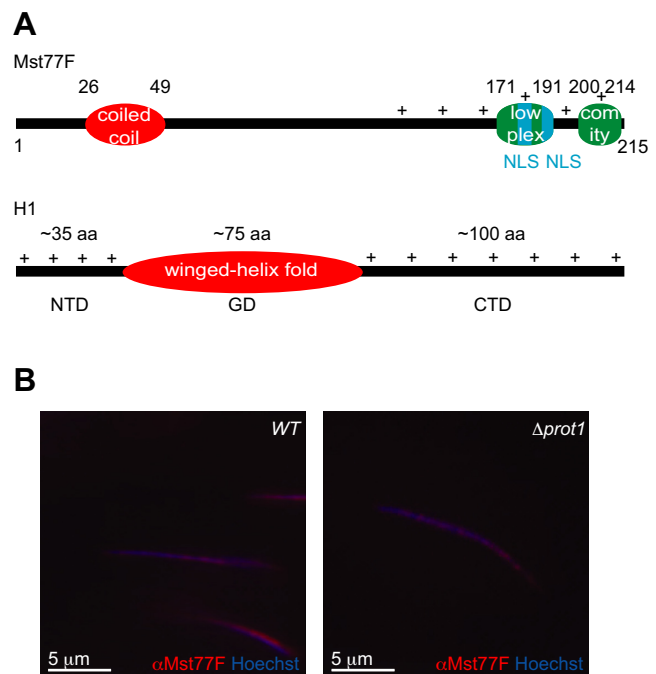 A
Mst77F
26 49 171 191 200 214
+ +
+ + + +
coiled low com
coil plex ity
1 215
NLS NLS
H1
~35 aa ~75 aa ~100 aa
+ + + + + + + + + + +
winged-helix fold
NTD GD CTD
B
WT Δprot1
5 μm αMst77F Hoechst 5 μm αMst77F Hoechst